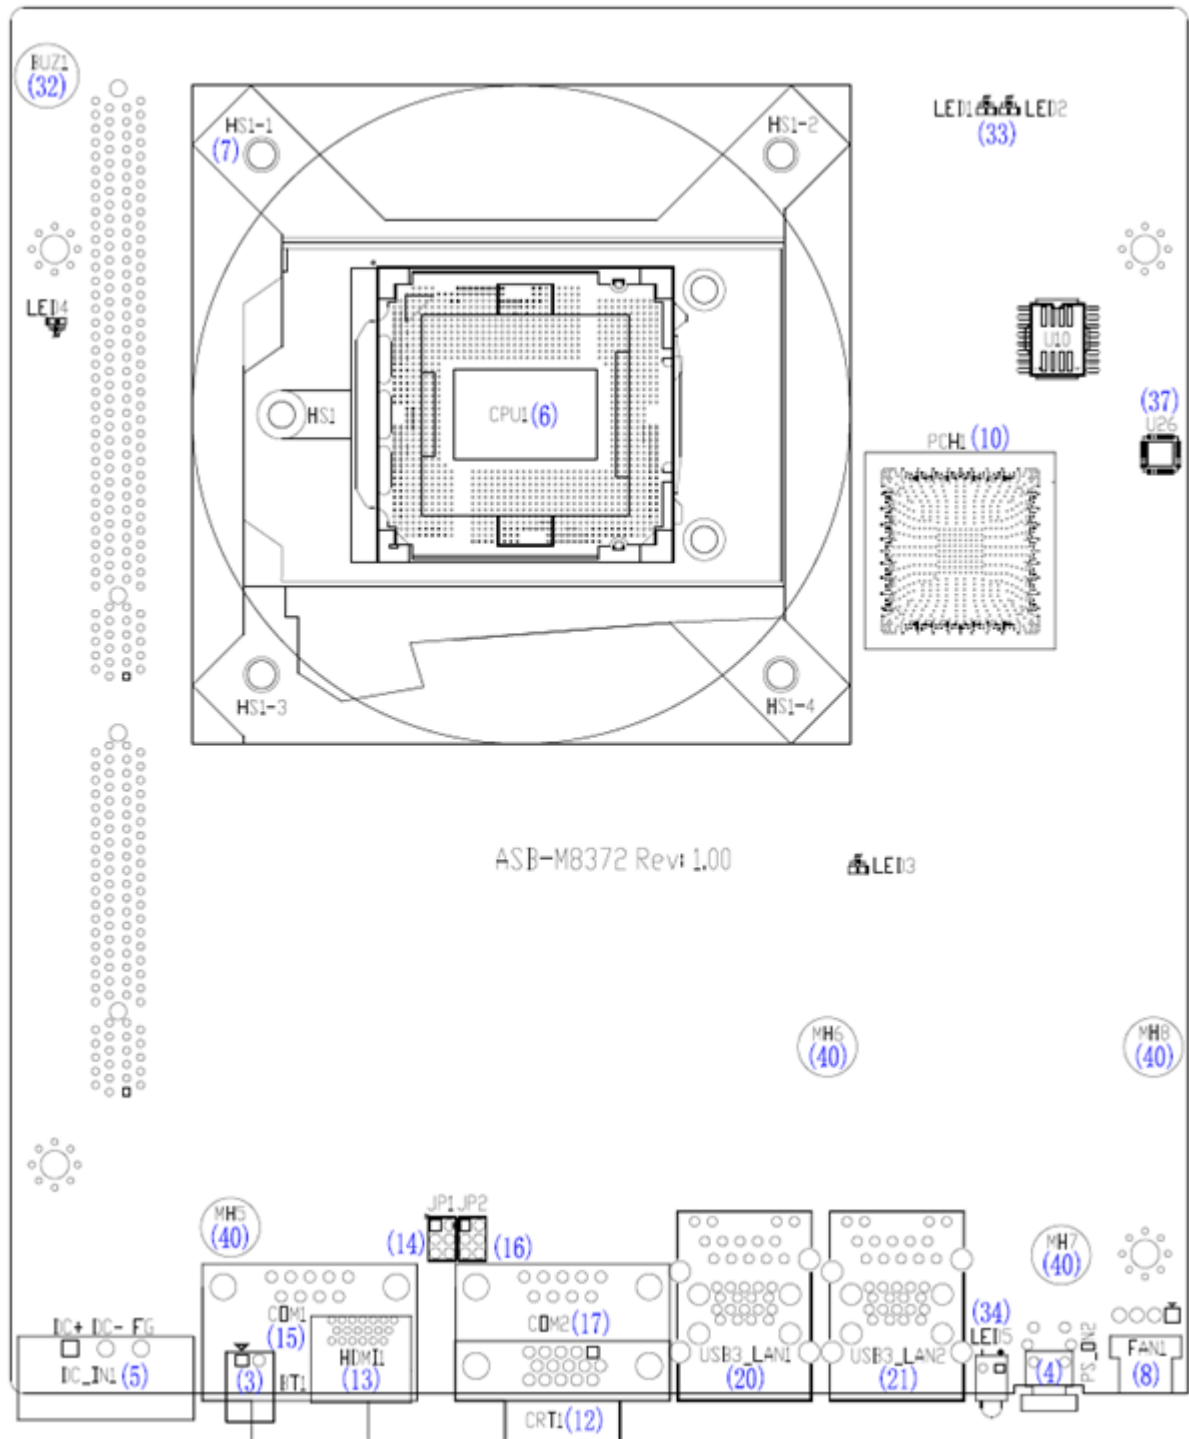 BUZ1
(32)
HS1-1
(7)
HS1-2
LED1 LED2
(33)
LED4
U10
HS1
CPU1(6)
(37)
U26
PCH1(10)
HS1-3
HS1-4
ASB-M8372 Rev: 1.00
LED3
MH6
(40)
MH8
(40)
MH5
(40)
JP1 JP2
(14)
(16)
MH7
(40)
COM1
(15)
COM2(17)
(34)
LED5
PS_ON2
DC+ DC- FG
DC_IN1(5)
(3)
BT1
HDMI1
(13)
USB3_LAN1
(20)
USB3_LAN2
(21)
(4)
FAN1
(8)
CRT1(12)